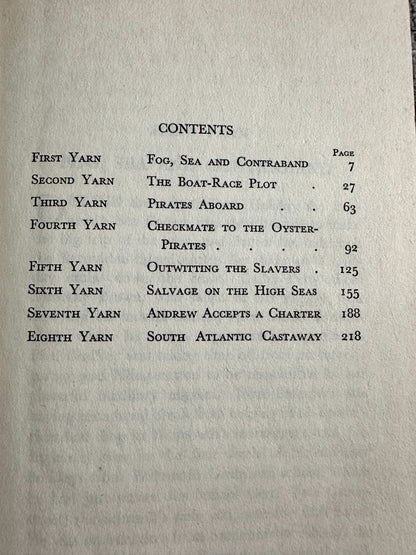 CONTENTS
PAGE
FIRST YARN FOG, SEA AND CONTRABAND 7
SECOND YARN THE BOAT-RACE PLOT . 27
THIRD YARN PIRATES ABOARD . . 63
FOURTH YARN CHECKMATE TO THE OYSTER-
PIRATES . . . . 92
FIFTH YARN OUTWITTING THE SLAVERS . 125
SIXTH YARN SALVAGE ON THE HIGH SEAS 155
SEVENTH YARN ANDREW ACCEPTS A CHARTER 188
EIGHTH YARN SOUTH ATLANTIC CASTAWAY 218